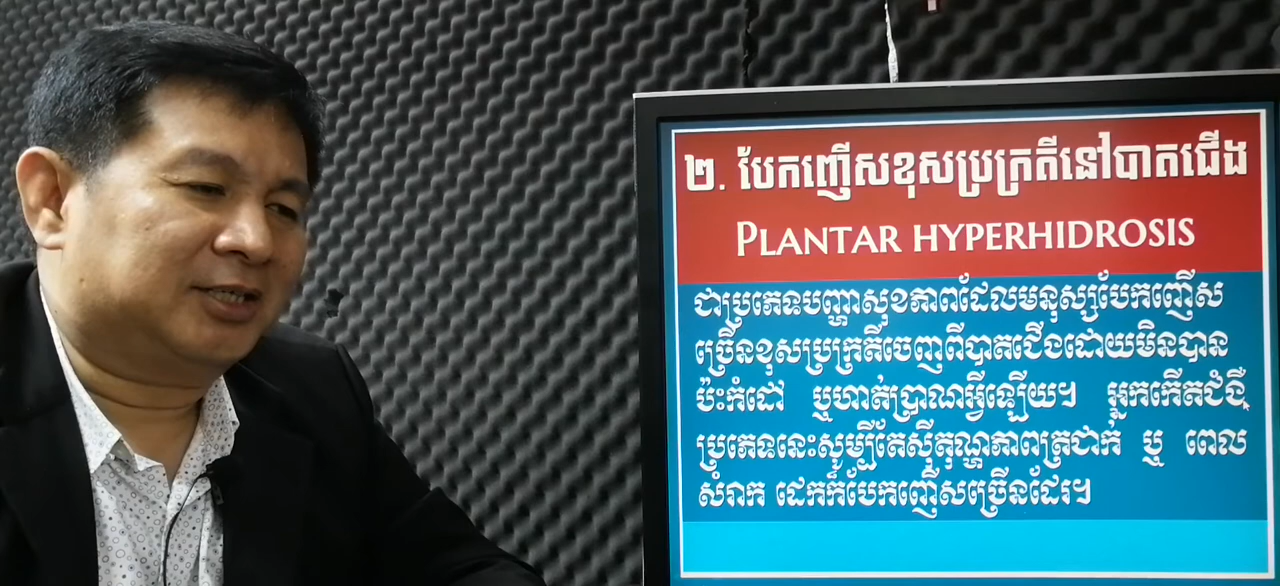 ២. បែកញើសខុសប្រក្រតីនៅបាតជើង
PLANTAR HYPERHIDROSIS
ជាប្រភេទបញ្ហាសុខភាពដែលមនុស្សបែកញើស
ច្រើនខុសប្រក្រតីចេញពីបាតជើងដោយមិនបាន
ប៉ះកំដៅ ឬហាត់ប្រាណអ្វីឡើយ។ អ្នកកើតជំងឺ
ប្រភេទនេះសូម្បីតែស៊ីតុណ្ហភាពត្រជាក់ ឬ ពេល
សំរាក ដេកក៏បែកញើសច្រើនដែរ។